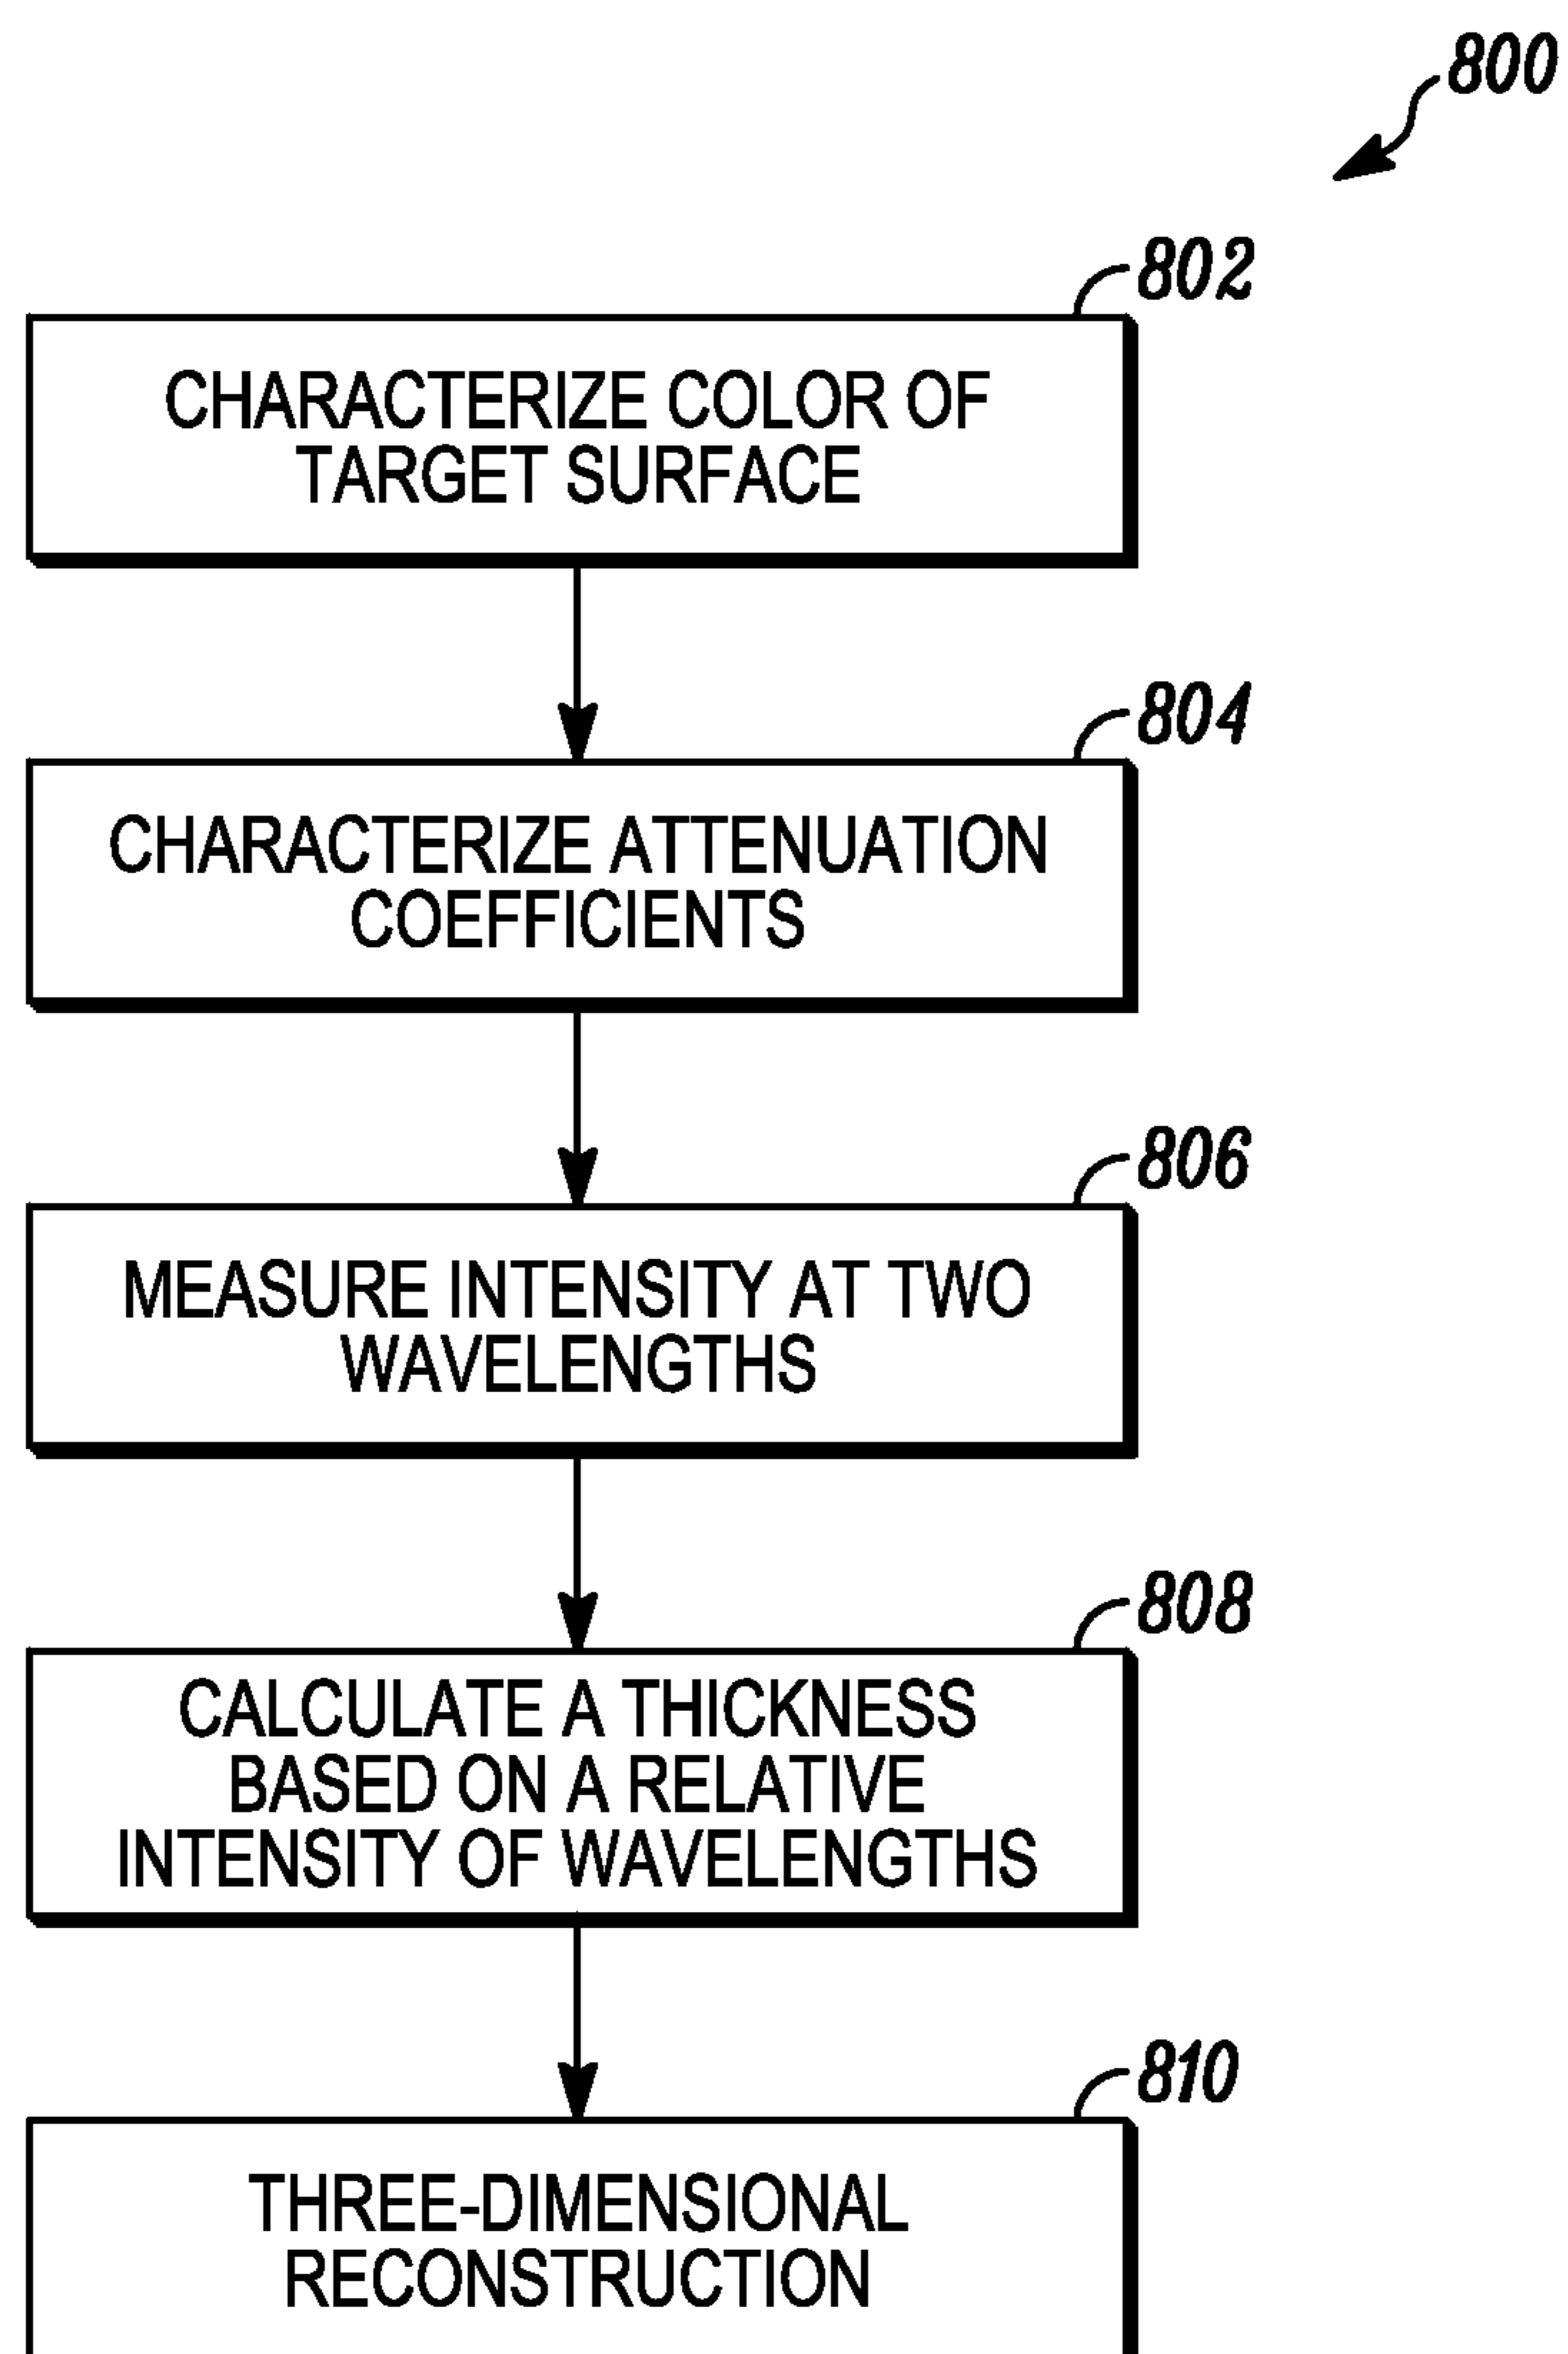 800
802
CHARACTERIZE COLOR OF
TARGET SURFACE
804
CHARACTERIZE ATTENUATION
COEFFICIENTS
806
MEASURE INTENSITY AT TWO
WAVELENGTHS
808
CALCULATE A THICKNESS
BASED ON A RELATIVE
INTENSITY OF WAVELENGTHS
810
THREE-DIMENSIONAL
RECONSTRUCTION